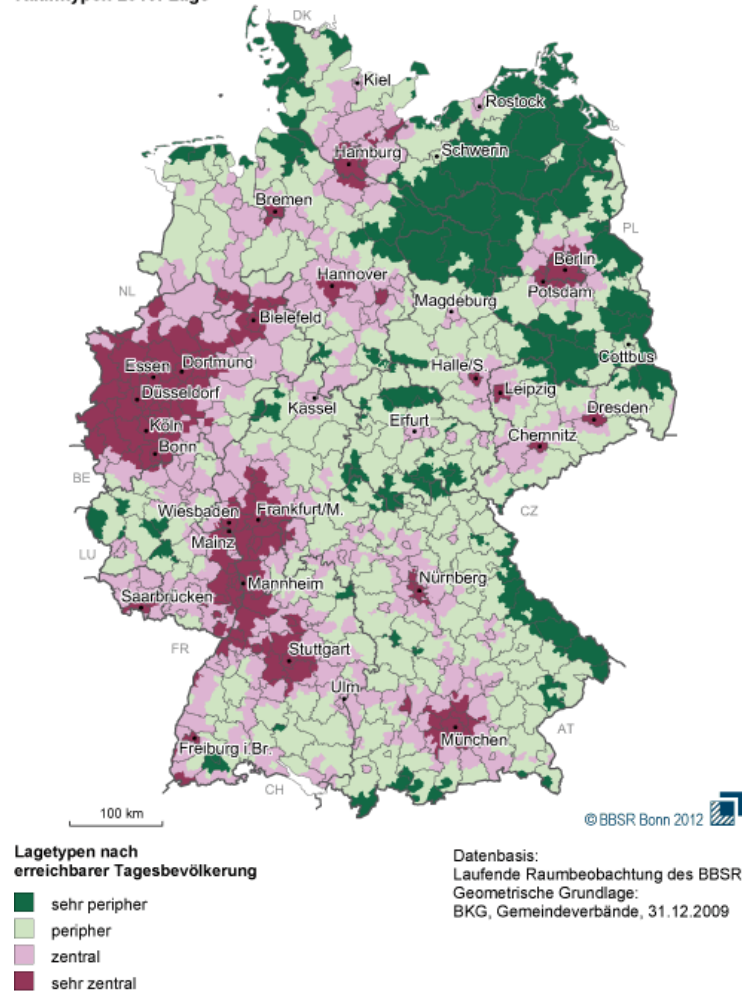 DK
Kiel
Rostock
Hamburg
Schwerin
Bremen
PL
Berlin
Hannover
Potsdam
NL
Magdeburg
Bielefeld
Cottbus
Essen
Dortmund
Halle/S.
Leipzig
Düsseldorf
Kassel
Dresden
Erfurt
Köln
Chemnitz
Bonn
BE
Wiesbaden
Frankfurt/M.
CZ
Mainz
LU
Mannheim
Nürnberg
Saarbrücken
FR
Stuttgart
Ulm
AT
München
Freiburg i.Br.
CH
100 km
© BBSR Bonn 2012
Lagetypen nach
erreichbarer Tagesbevölkerung
sehr peripher
peripher
zentral
sehr zentral
Datenbasis:
Laufende Raumbeobachtung des BBSR
Geometrische Grundlage:
BKG, Gemeindeverbände, 31.12.2009